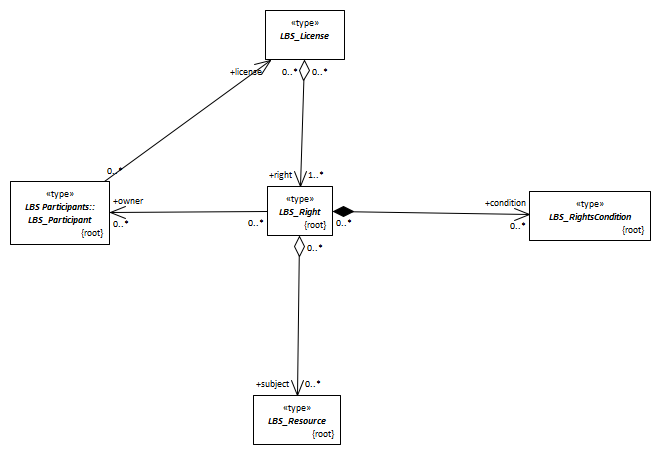 «type»
LBS_License
+license
0..*
0..*
0..*
+right
1..*
«type»
LBS Participants::
LBS_Participant
{root}
+owner
0..*
«type»
LBS_Right
{root}
0..*
0..*
+condition
0..*
«type»
LBS_RightsCondition
{root}
0..*
+subject
0..*
«type»
LBS_Resource
{root}